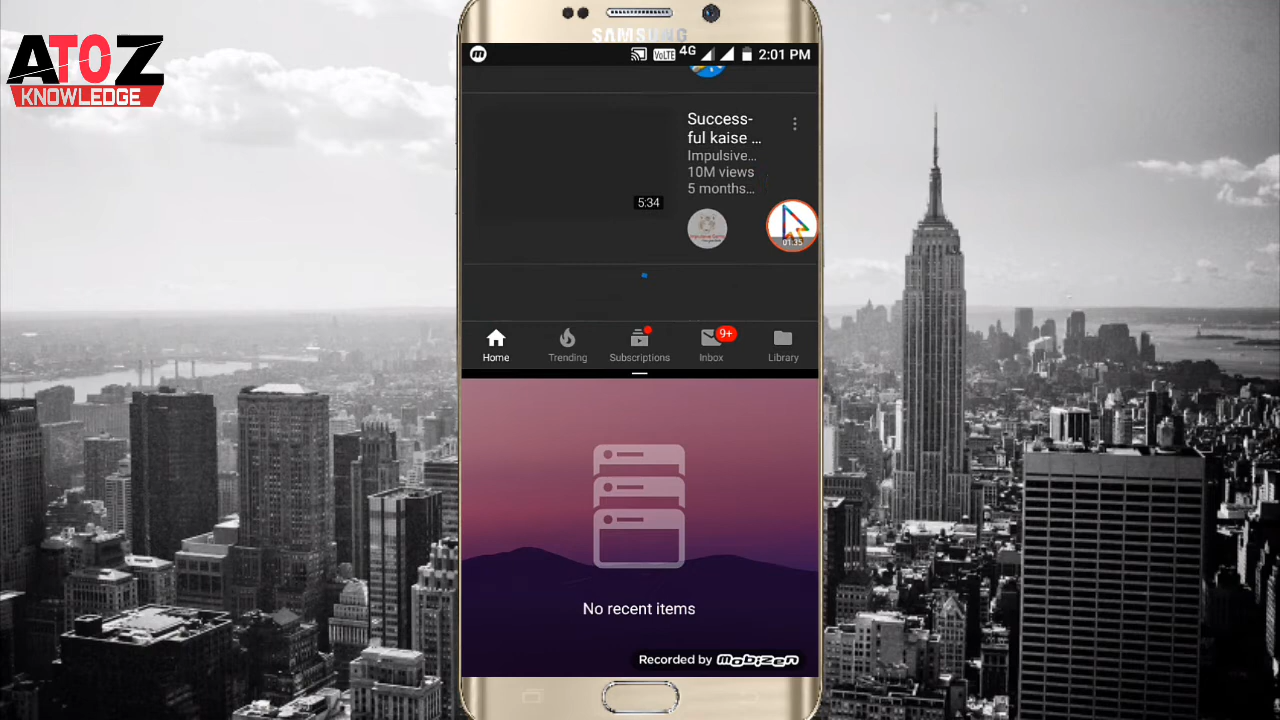 ATOZ
KNOWLEDGE
SAMSUNG
VoLTE 4G 2:01 PM
Success-
ful kaise ...
Impulsive...
10M views
5 months...
5:34
01:35
Home
Trending
Subscriptions
9+
Inbox
Library
No recent items
Recorded by mobizen